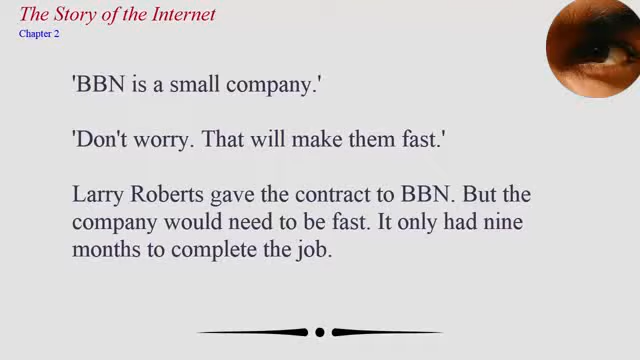 The Story of the Internet
Chapter 2
'BBN is a small company.'
'Don't worry. That will make them fast.'
Larry Roberts gave the contract to BBN. But the
company would need to be fast. It only had nine
months to complete the job.